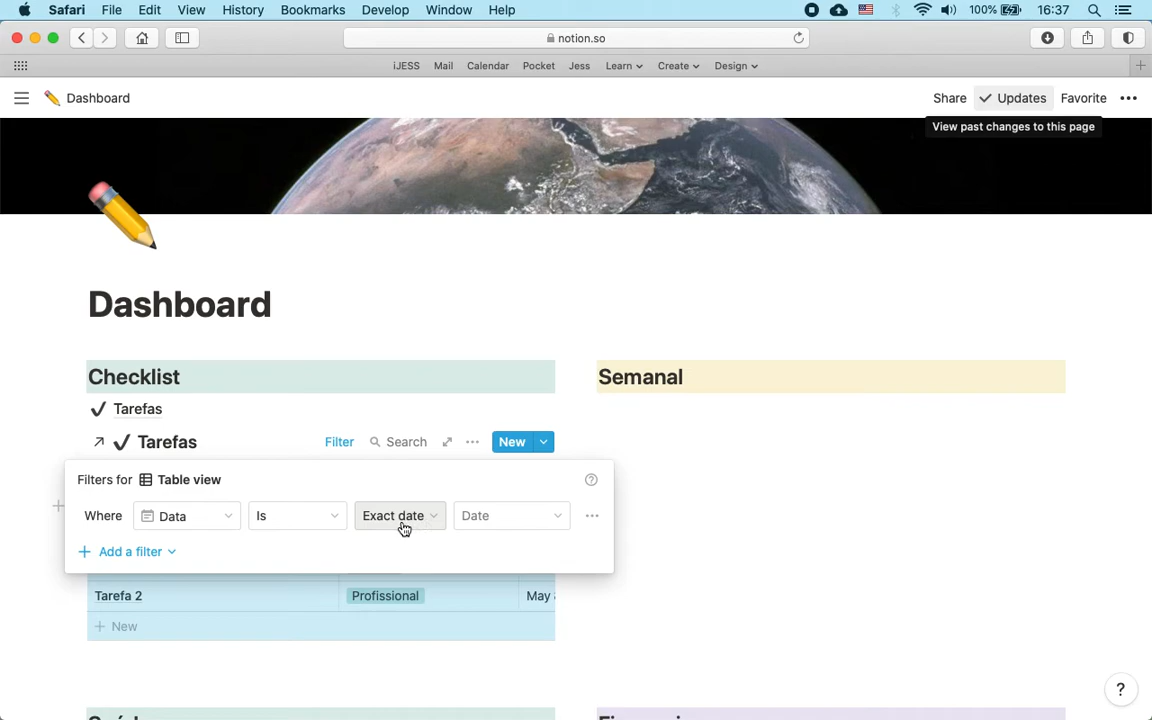 Safari File Edit View History Bookmarks Develop Window Help 100% 16:37
notion.so
iJESS Mail Calendar Pocket Jess Learn Create Design
Dashboard Share Updates Favorite
View past changes to this page
Dashboard
Checklist Semanal
Tarefas
Tarefas Filter Search New
Filters for Table view
Where Data Is Exact date Date
+ Add a filter
Tarefa 2 Profissional May
+ New
?